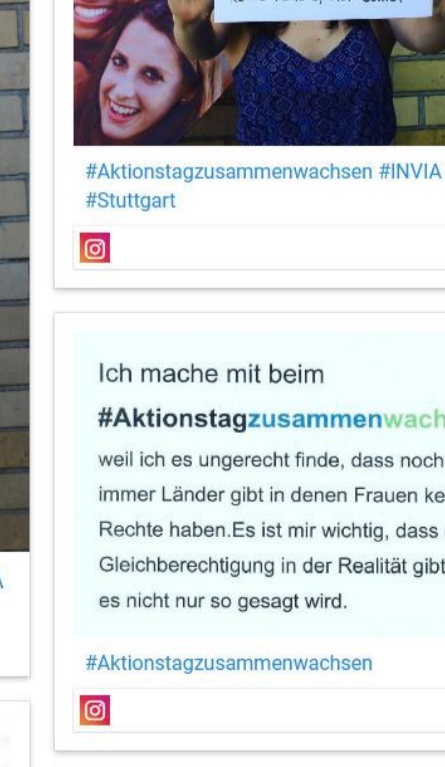 #Aktionstagzusammenwachsen #INVIA
#Stuttgart
Ich mache mit beim
#Aktionstagzusammenwach
weil ich es ungerecht finde, dass noch
immer Länder gibt in denen Frauen ke
Rechte haben.Es ist mir wichtig, dass
Gleichberechtigung in der Realität gibt
es nicht nur so gesagt wird.
#Aktionstagzusammenwachsen